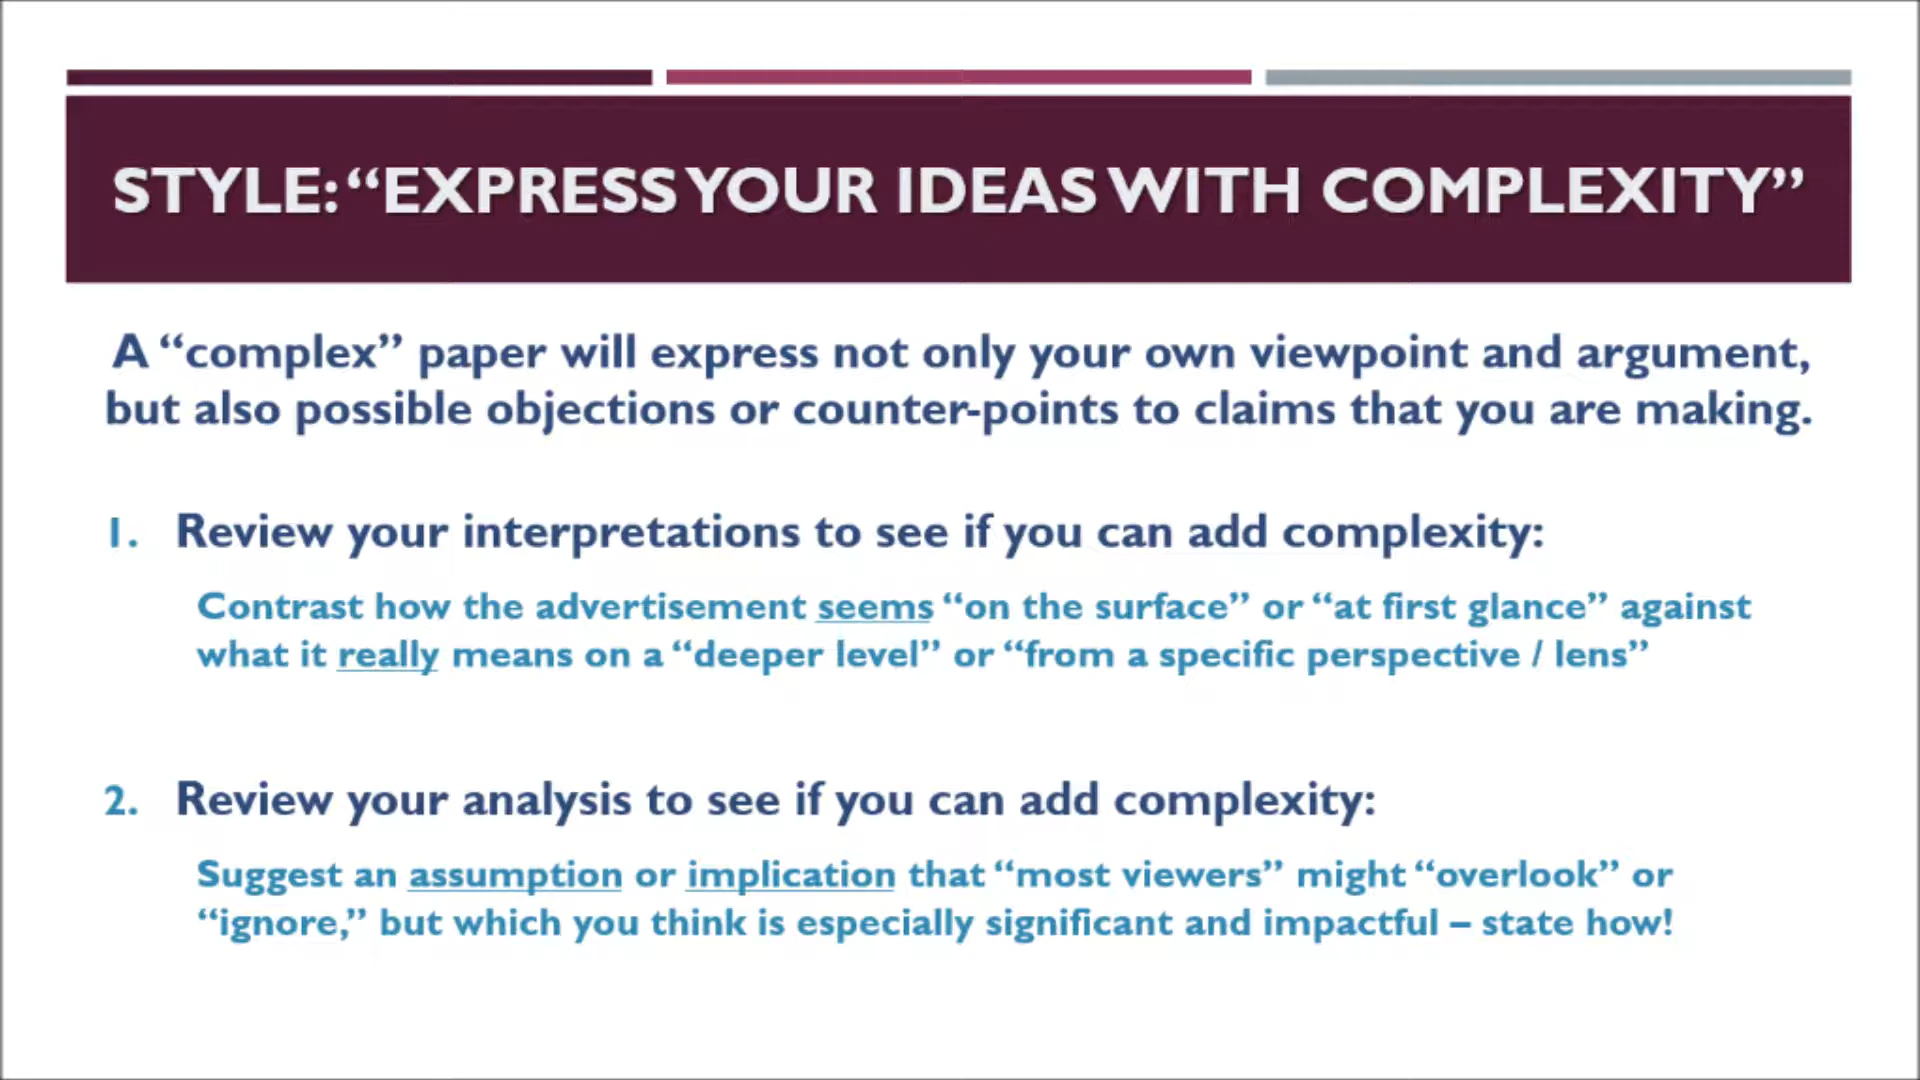 STYLE: “EXPRESS YOUR IDEAS WITH COMPLEXITY”
A “complex” paper will express not only your own viewpoint and argument,
but also possible objections or counter-points to claims that you are making.
1. Review your interpretations to see if you can add complexity:
Contrast how the advertisement seems “on the surface” or “at first glance” against
what it really means on a “deeper level” or “from a specific perspective / lens”
2. Review your analysis to see if you can add complexity:
Suggest an assumption or implication that “most viewers” might “overlook” or
“ignore,” but which you think is especially significant and impactful – state how!